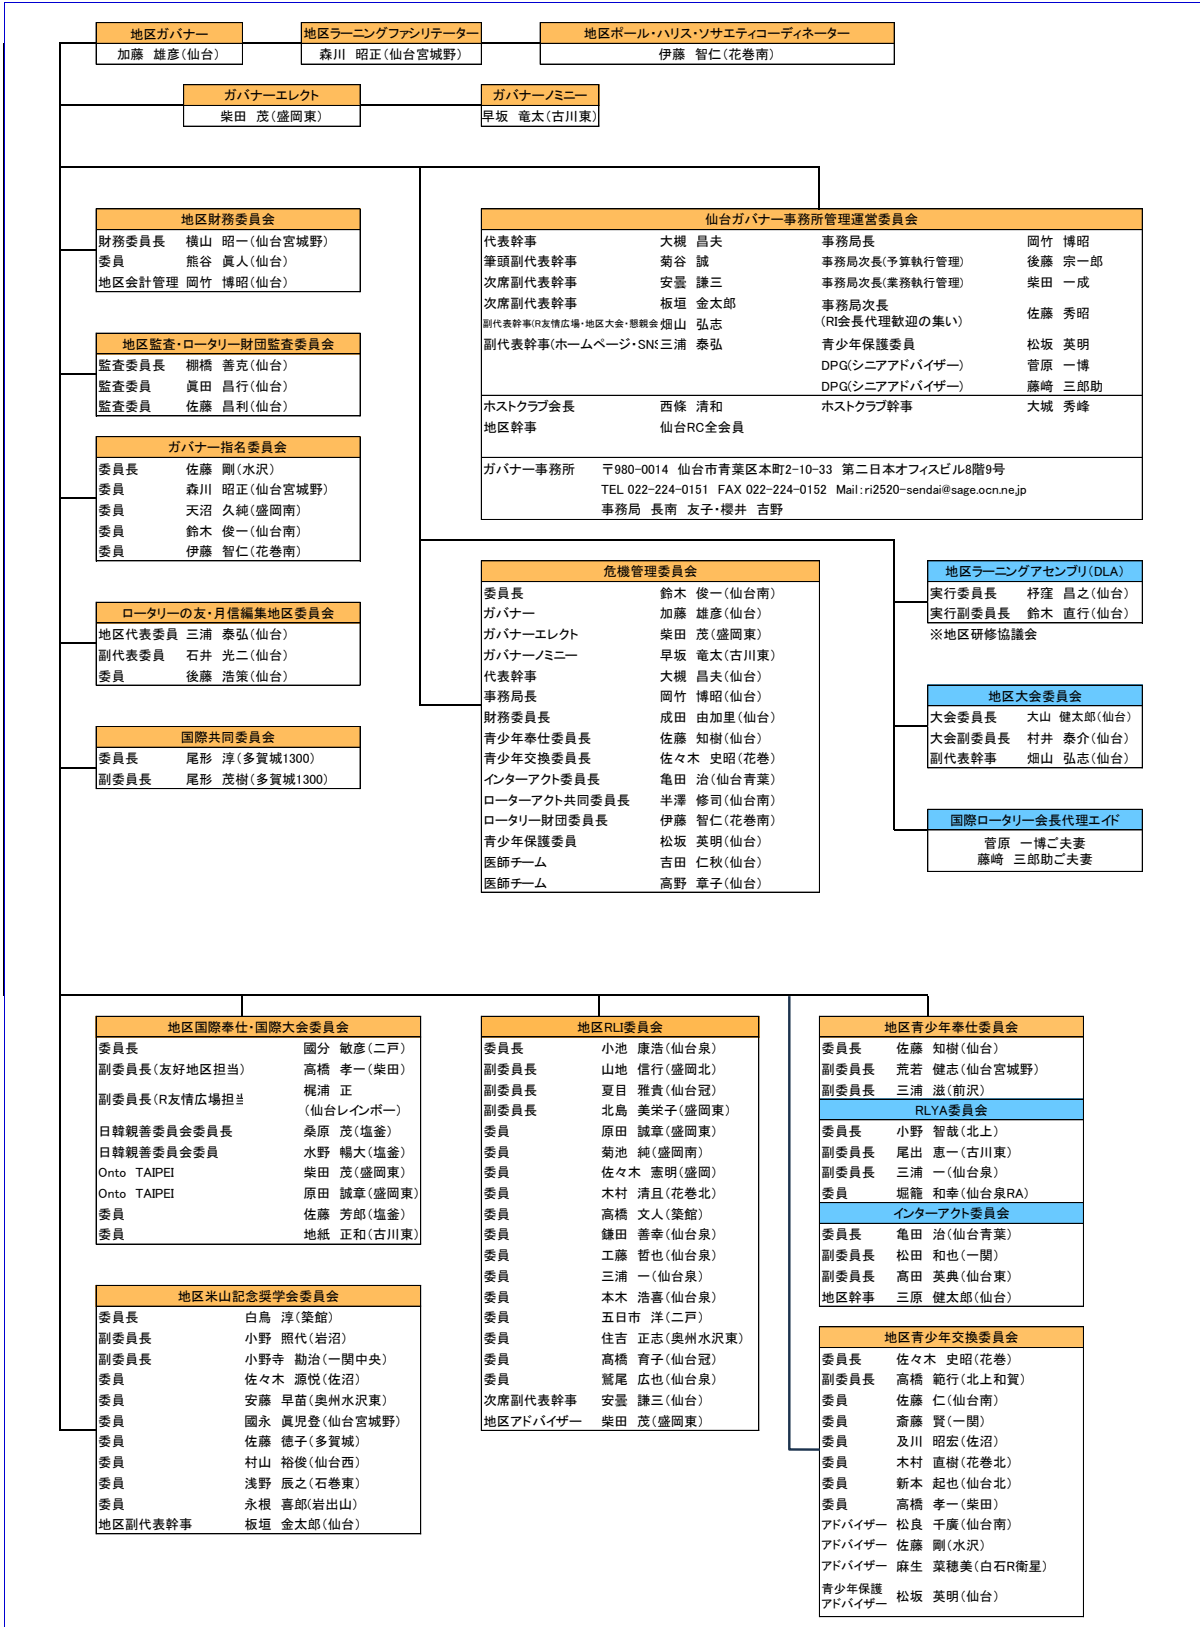 地区ガバナー
加藤 雄彦(仙台)
地区ラーニングファシリテーター
森川 昭正(仙台宮城野)
地区ポール・ハリス・ソサエティコーディネーター
伊藤 智仁(花巻南)
ガバナーエレクト
柴田 茂(盛岡東)
ガバナーノミニー
早坂 竜太(古川東)
地区財務委員会
財務委員長 横山 昭一(仙台宮城野)
委員 熊谷 眞人(仙台)
地区会計管理 岡竹 博昭(仙台)
地区監査・ロータリー財団監査委員会
監査委員長 棚橋 善克(仙台)
監査委員 眞田 昌行(仙台)
監査委員 佐藤 昌利(仙台)
ガバナー指名委員会
委員長 佐藤 剛(水沢)
委員 森川 昭正(仙台宮城野)
委員 天沼 久純(盛岡南)
委員 鈴木 俊一(仙台南)
委員 伊藤 智仁(花巻南)
ロータリーの友・月信編集地区委員会
地区代表委員 三浦 泰弘(仙台)
副代表委員 石井 光二(仙台)
委員 後藤 浩策(仙台)
国際共同委員会
委員長 尾形 淳(多賀城1300)
副委員長 尾形 茂樹(多賀城1300)
仙台ガバナー事務所管理運営委員会
代表幹事 大槻 昌夫 事務局長 岡竹 博昭
筆頭副代表幹事 菊谷 誠 事務局次長(予算執行管理) 後藤 宗一郎
次席副代表幹事 安曇 謙三 事務局次長(業務執行管理) 柴田 一成
次席副代表幹事 板垣 金太郎 事務局次長
(RI会長代理歓迎の集い) 佐藤 秀昭
副代表幹事(R友情広場・地区大会・懇親会 畑山 弘志
副代表幹事(ホームページ・SNS 三浦 泰弘 青少年保護委員 松坂 英明
DPG(シニアアドバイザー) 菅原 一博
DPG(シニアアドバイザー) 藤﨑 三郎助
ホストクラブ会長 西條 清和 ホストクラブ幹事 大城 秀峰
地区幹事 仙台RC全会員
ガバナー事務所 〒980-0014 仙台市青葉区本町2-10-33 第二日本オフィスビル8階9号
TEL 022-224-0151 FAX 022-224-0152 Mail:ri2520-sendai@sage.ocn.ne.jp
事務局 長南 友子・櫻井 吉野
危機管理委員会
委員長 鈴木 俊一(仙台南)
ガバナー 加藤 雄彦(仙台)
ガバナーエレクト 柴田 茂(盛岡東)
ガバナーノミニー 早坂 竜太(古川東)
代表幹事 大槻 昌夫(仙台)
事務局長 岡竹 博昭(仙台)
財務委員長 成田 由加里(仙台)
青少年奉仕委員長 佐藤 知樹(仙台)
青少年交換委員長 佐々木 史昭(花巻)
インターアクト委員長 亀田 治(仙台青葉)
ローターアクト共同委員長 半澤 修司(仙台南)
ロータリー財団委員長 伊藤 智仁(花巻南)
青少年保護委員 松坂 英明(仙台)
医師チーム 吉田 仁秋(仙台)
医師チーム 高野 章子(仙台)
地区ラーニングアセンブリ(DLA)
実行委員長 枰窪 昌之(仙台)
実行副委員長 鈴木 直行(仙台)
※地区研修協議会
地区大会委員会
大会委員長 大山 健太郎(仙台)
大会副委員長 村井 泰介(仙台)
副代表幹事 畑山 弘志(仙台)
国際ロータリー会長代理エイド
菅原 一博ご夫妻
藤﨑 三郎助ご夫妻
地区国際奉仕・国際大会委員会
委員長 國分 敏彦(二戸)
副委員長(友好地区担当) 高橋 孝一(柴田)
副委員長(R友情広場担当 梶浦 正
(仙台レインボー)
日韓親善委員会委員長 桑原 茂(塩釜)
日韓親善委員会委員 水野 暢大(塩釜)
Onto TAIPEI 柴田 茂(盛岡東)
Onto TAIPEI 原田 誠章(盛岡東)
委員 佐藤 芳郎(塩釜)
委員 地紙 正和(古川東)
地区米山記念奨学会委員会
委員長 白鳥 淳(築館)
副委員長 小野 照代(岩沼)
副委員長 小野寺 勘治(一関中央)
委員 佐々木 源悦(佐沼)
委員 安藤 早苗(奥州水沢東)
委員 國永 眞児登(仙台宮城野)
委員 佐藤 徳子(多賀城)
委員 村山 裕俊(仙台西)
委員 浅野 辰之(石巻東)
委員 永根 喜郎(岩出山)
地区副代表幹事 板垣 金太郎(仙台)
地区RLI委員会
委員長 小池 康浩(仙台泉)
副委員長 山地 信行(盛岡北)
副委員長 夏目 雅貴(仙台冠)
副委員長 北島 美栄子(盛岡東)
委員 原田 誠章(盛岡東)
委員 菊池 純(盛岡南)
委員 佐々木 憲明(盛岡)
委員 木村 清且(花巻北)
委員 高橋 文人(築館)
委員 鎌田 善幸(仙台泉)
委員 工藤 哲也(仙台泉)
委員 三浦 一(仙台泉)
委員 本木 浩喜(仙台泉)
委員 五日市 洋(二戸)
委員 住吉 正志(奥州水沢東)
委員 髙橋 育子(仙台冠)
委員 鷲尾 広也(仙台泉)
次席副代表幹事 安曇 謙三(仙台)
地区アドバイザー 柴田 茂(盛岡東)
地区青少年奉仕委員会
委員長 佐藤 知樹(仙台)
副委員長 荒若 健志(仙台宮城野)
副委員長 三浦 滋(前沢)
RLYA委員会
委員長 小野 智哉(北上)
副委員長 尾出 恵一(古川東)
副委員長 三浦 一(仙台泉)
委員 堀籠 和幸(仙台泉RA)
インターアクト委員会
委員長 亀田 治(仙台青葉)
副委員長 松田 和也(一関)
副委員長 髙田 英典(仙台東)
地区幹事 三原 健太郎(仙台)
地区青少年交換委員会
委員長 佐々木 史昭(花巻)
副委員長 高橋 範行(北上和賀)
委員 佐藤 仁(仙台南)
委員 斎藤 賢(一関)
委員 及川 昭宏(佐沼)
委員 木村 直樹(花巻北)
委員 新本 起也(仙台北)
委員 高橋 孝一(柴田)
アドバイザー 松良 千廣(仙台南)
アドバイザー 佐藤 剛(水沢)
アドバイザー 麻生 菜穂美(白石R衛星)
青少年保護
アドバイザー 松坂 英明(仙台)